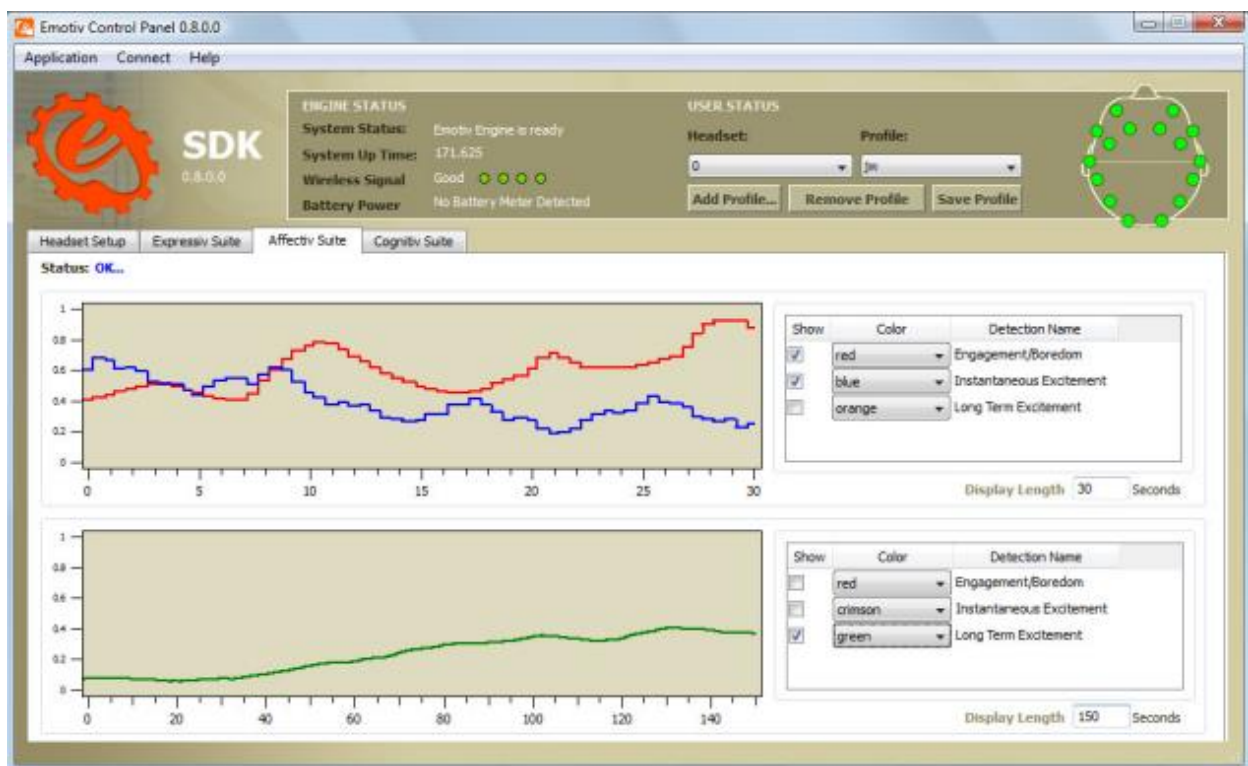 Emotiv Control Panel 0.8.0.0
Application Connect Help
SDK
0.8.0.0
ENGINE STATUS
System Status: Emotiv Engine is ready
System Up Time: 171.625
Wireless Signal Good
Battery Power No Battery Meter Detected
USER STATUS
Headset: Profile:
0 jm
Add Profile... Remove Profile Save Profile
Headset Setup Expressiv Suite Affectiv Suite Cognitiv Suite
Status: OK...
1
0.8
0.6
0.4
0.2
0
0 5 10 15 20 25 30
Show Color Detection Name
red Engagement/Boredom
blue Instantaneous Excitement
orange Long Term Excitement
Display Length 30 Seconds
1
0.8
0.6
0.4
0.2
0
0 20 40 60 80 100 120 140
Show Color Detection Name
red Engagement/Boredom
crimson Instantaneous Excitement
green Long Term Excitement
Display Length 150 Seconds